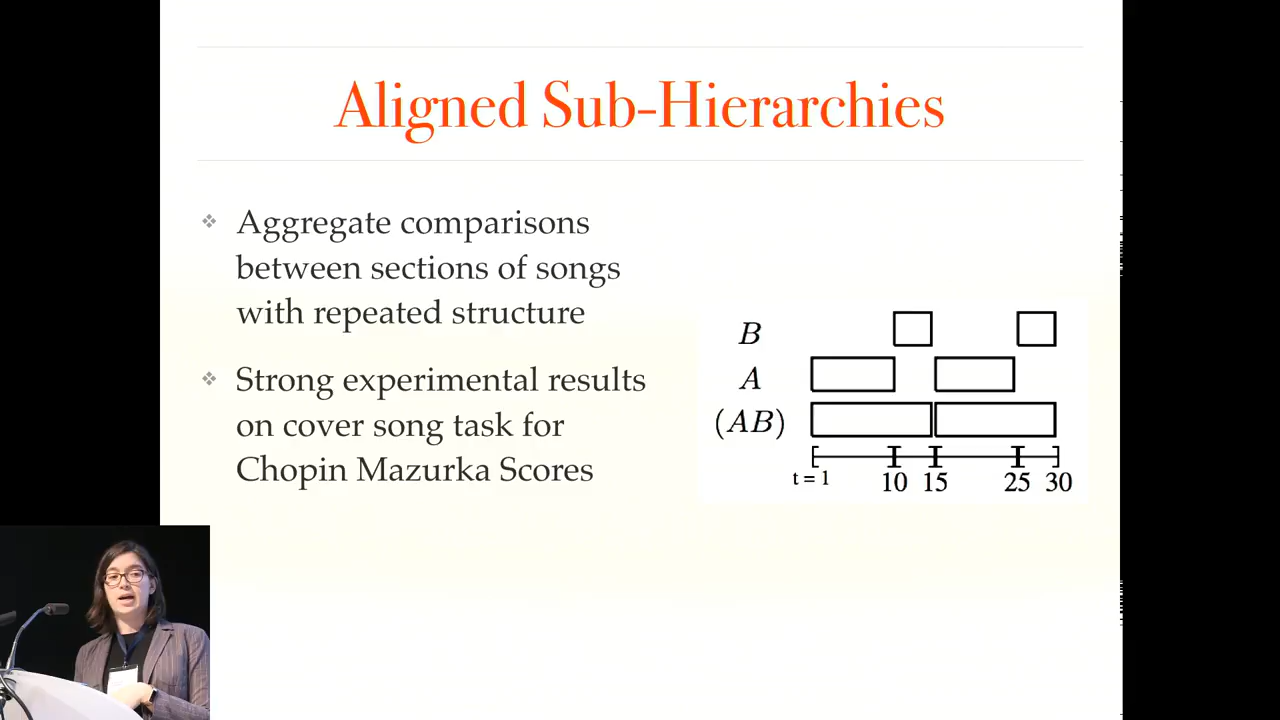 Aligned Sub-Hierarchies
❖ Aggregate comparisons
between sections of songs
with repeated structure
❖ Strong experimental results
on cover song task for
Chopin Mazurka Scores
B
A
(AB)
t = 1 10 15 25 30